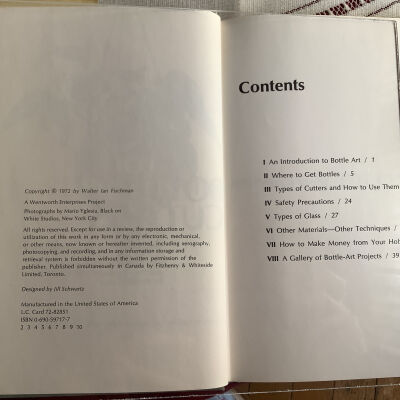 Copyright © 1972 by Walter Ian Fischman
A Wentworth Enterprises Project
Photographs by Mario Yglesia, Black on
White Studios, New York City
All rights reserved. Except for use in a review, the reproduction or
utilization of this work in any form or by any electronic, mechanical,
or other means, now known or hereafter invented, including xerography,
photocopying, and recording, and in any information storage and
retrieval system is forbidden without the written permission of the
publisher. Published simultaneously in Canada by Fitzhenry & Whiteside
Limited, Toronto.
Designed by Jill Schwartz
Manufactured in the United States of America
L.C. Card 72-82851
ISBN 0-690-59717-7
2 3 4 5 6 7 8 9 10
Contents
I An Introduction to Bottle Art / 1
II Where to Get Bottles / 5
III Types of Cutters and How to Use Them
IV Safety Precautions / 24
V Types of Glass / 27
VI Other Materials—Other Techniques /
VII How to Make Money from Your Hob
VIII A Gallery of Bottle-Art Projects / 39